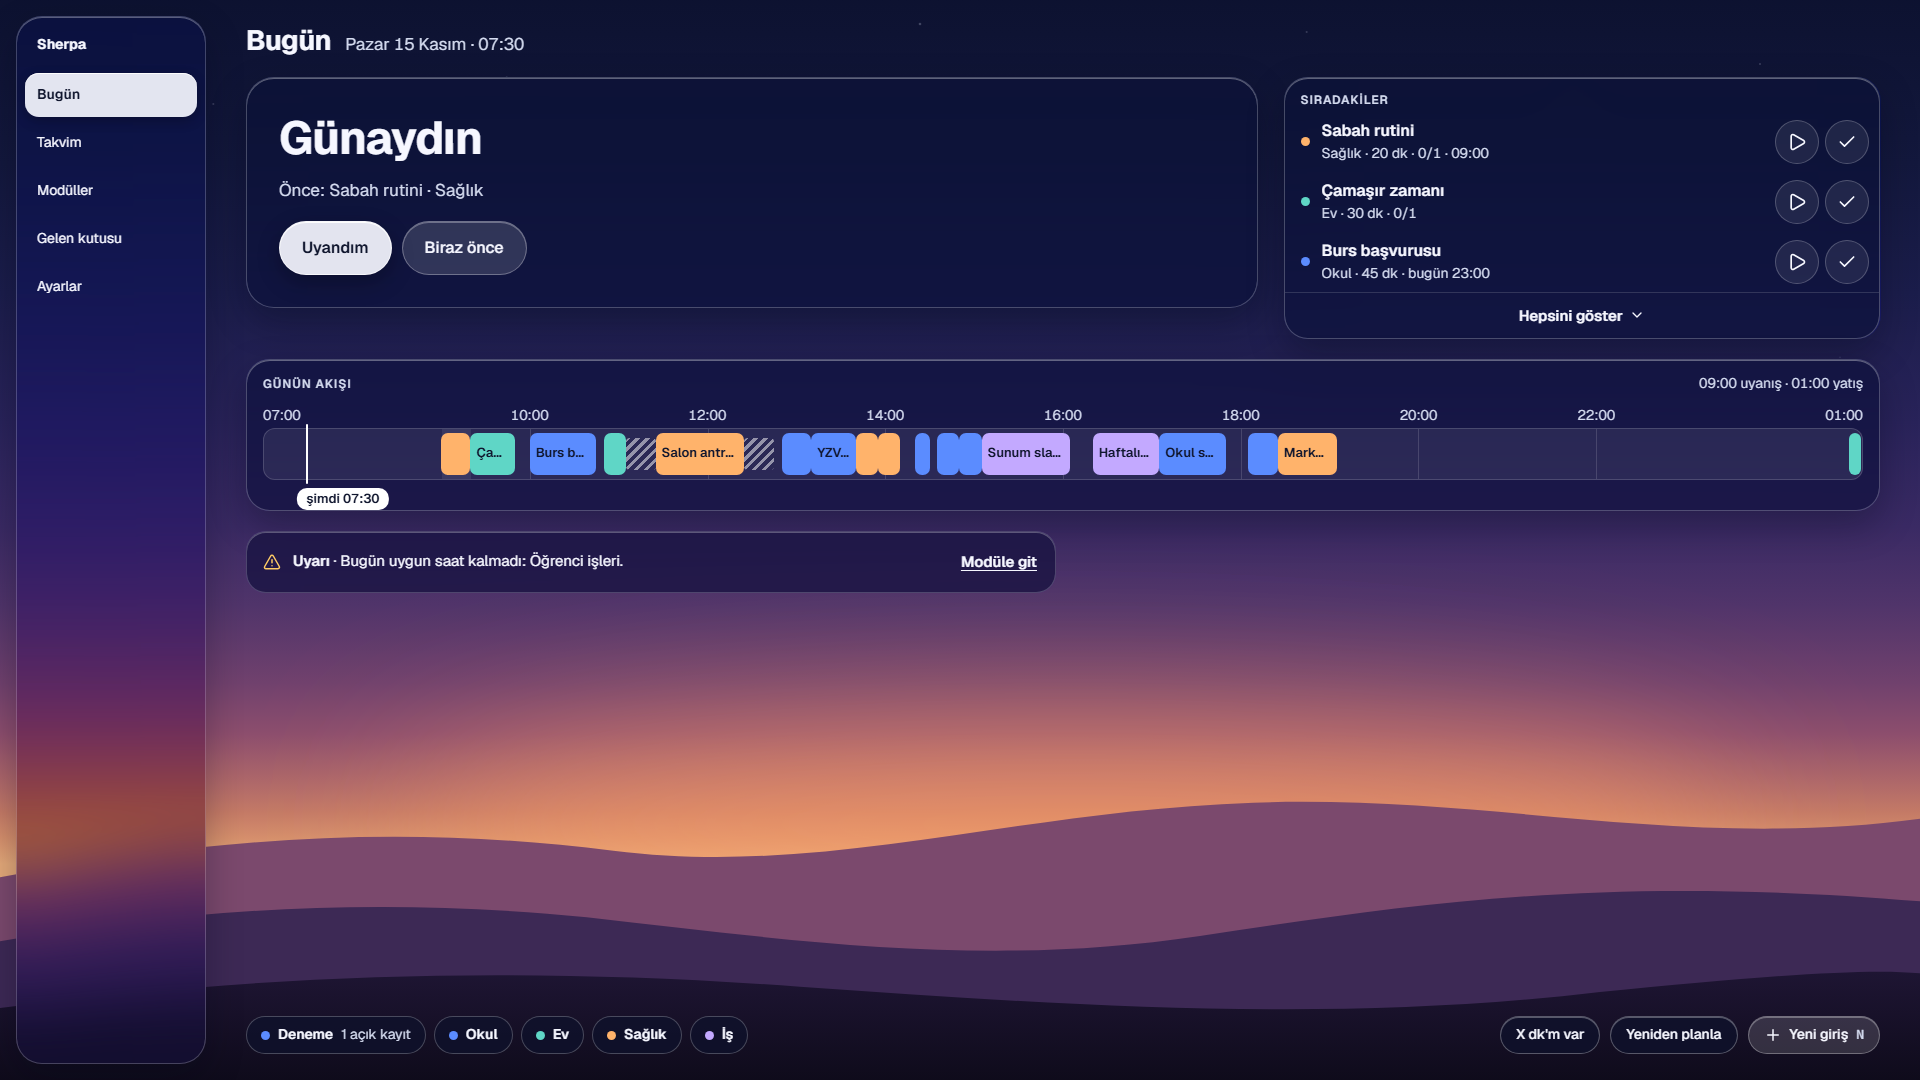 Sherpa
Bugün
Takvim
Modüller
Gelen kutusu
Ayarlar
Bugün Pazar 15 Kasım · 07:30
Günaydın
Önce: Sabah rutini · Sağlık
Uyandım
Biraz önce
SIRADAKİLER
Sabah rutini
Sağlık · 20 dk · 0/1 · 09:00
Çamaşır zamanı
Ev · 30 dk · 0/1
Burs başvurusu
Okul · 45 dk · bugün 23:00
Hepsini göster
GÜNÜN AKIŞI
09:00 uyanış · 01:00 yatış
07:00 10:00 12:00 14:00 16:00 18:00 20:00 22:00 01:00
Ça... Burs b... Salon antr... YZV... Sunum sla... Haftalı... Okul s... Mark...
şimdi 07:30
Uyarı · Bugün uygun saat kalmadı: Öğrenci işleri.
Modüle git
Deneme 1 açık kayıt
Okul
Ev
Sağlık
İş
X dk'm var
Yeniden planla
Yeni giriş N